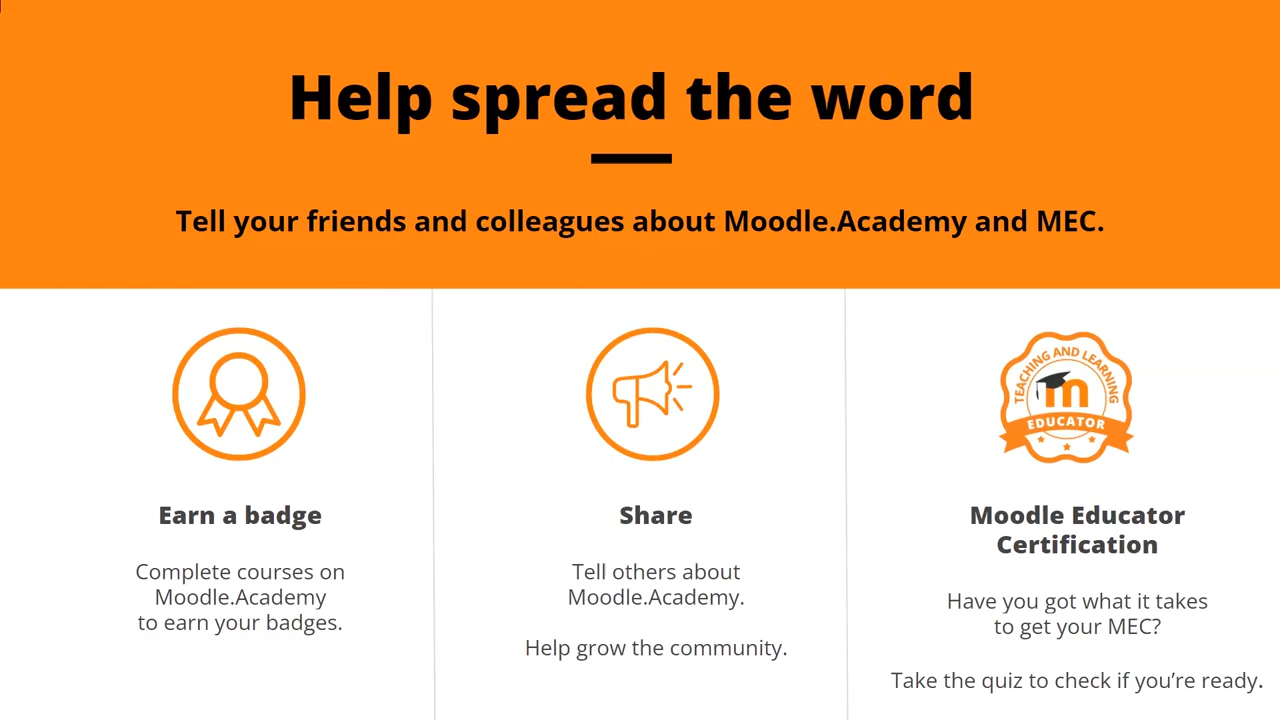 Help spread the word
Tell your friends and colleagues about Moodle.Academy and MEC.
Earn a badge
Complete courses on
Moodle.Academy
to earn your badges.
Share
Tell others about
Moodle.Academy.
Help grow the community.
TEACHING AND LEARNING
m
EDUCATOR
Moodle Educator
Certification
Have you got what it takes
to get your MEC?
Take the quiz to check if you’re ready.